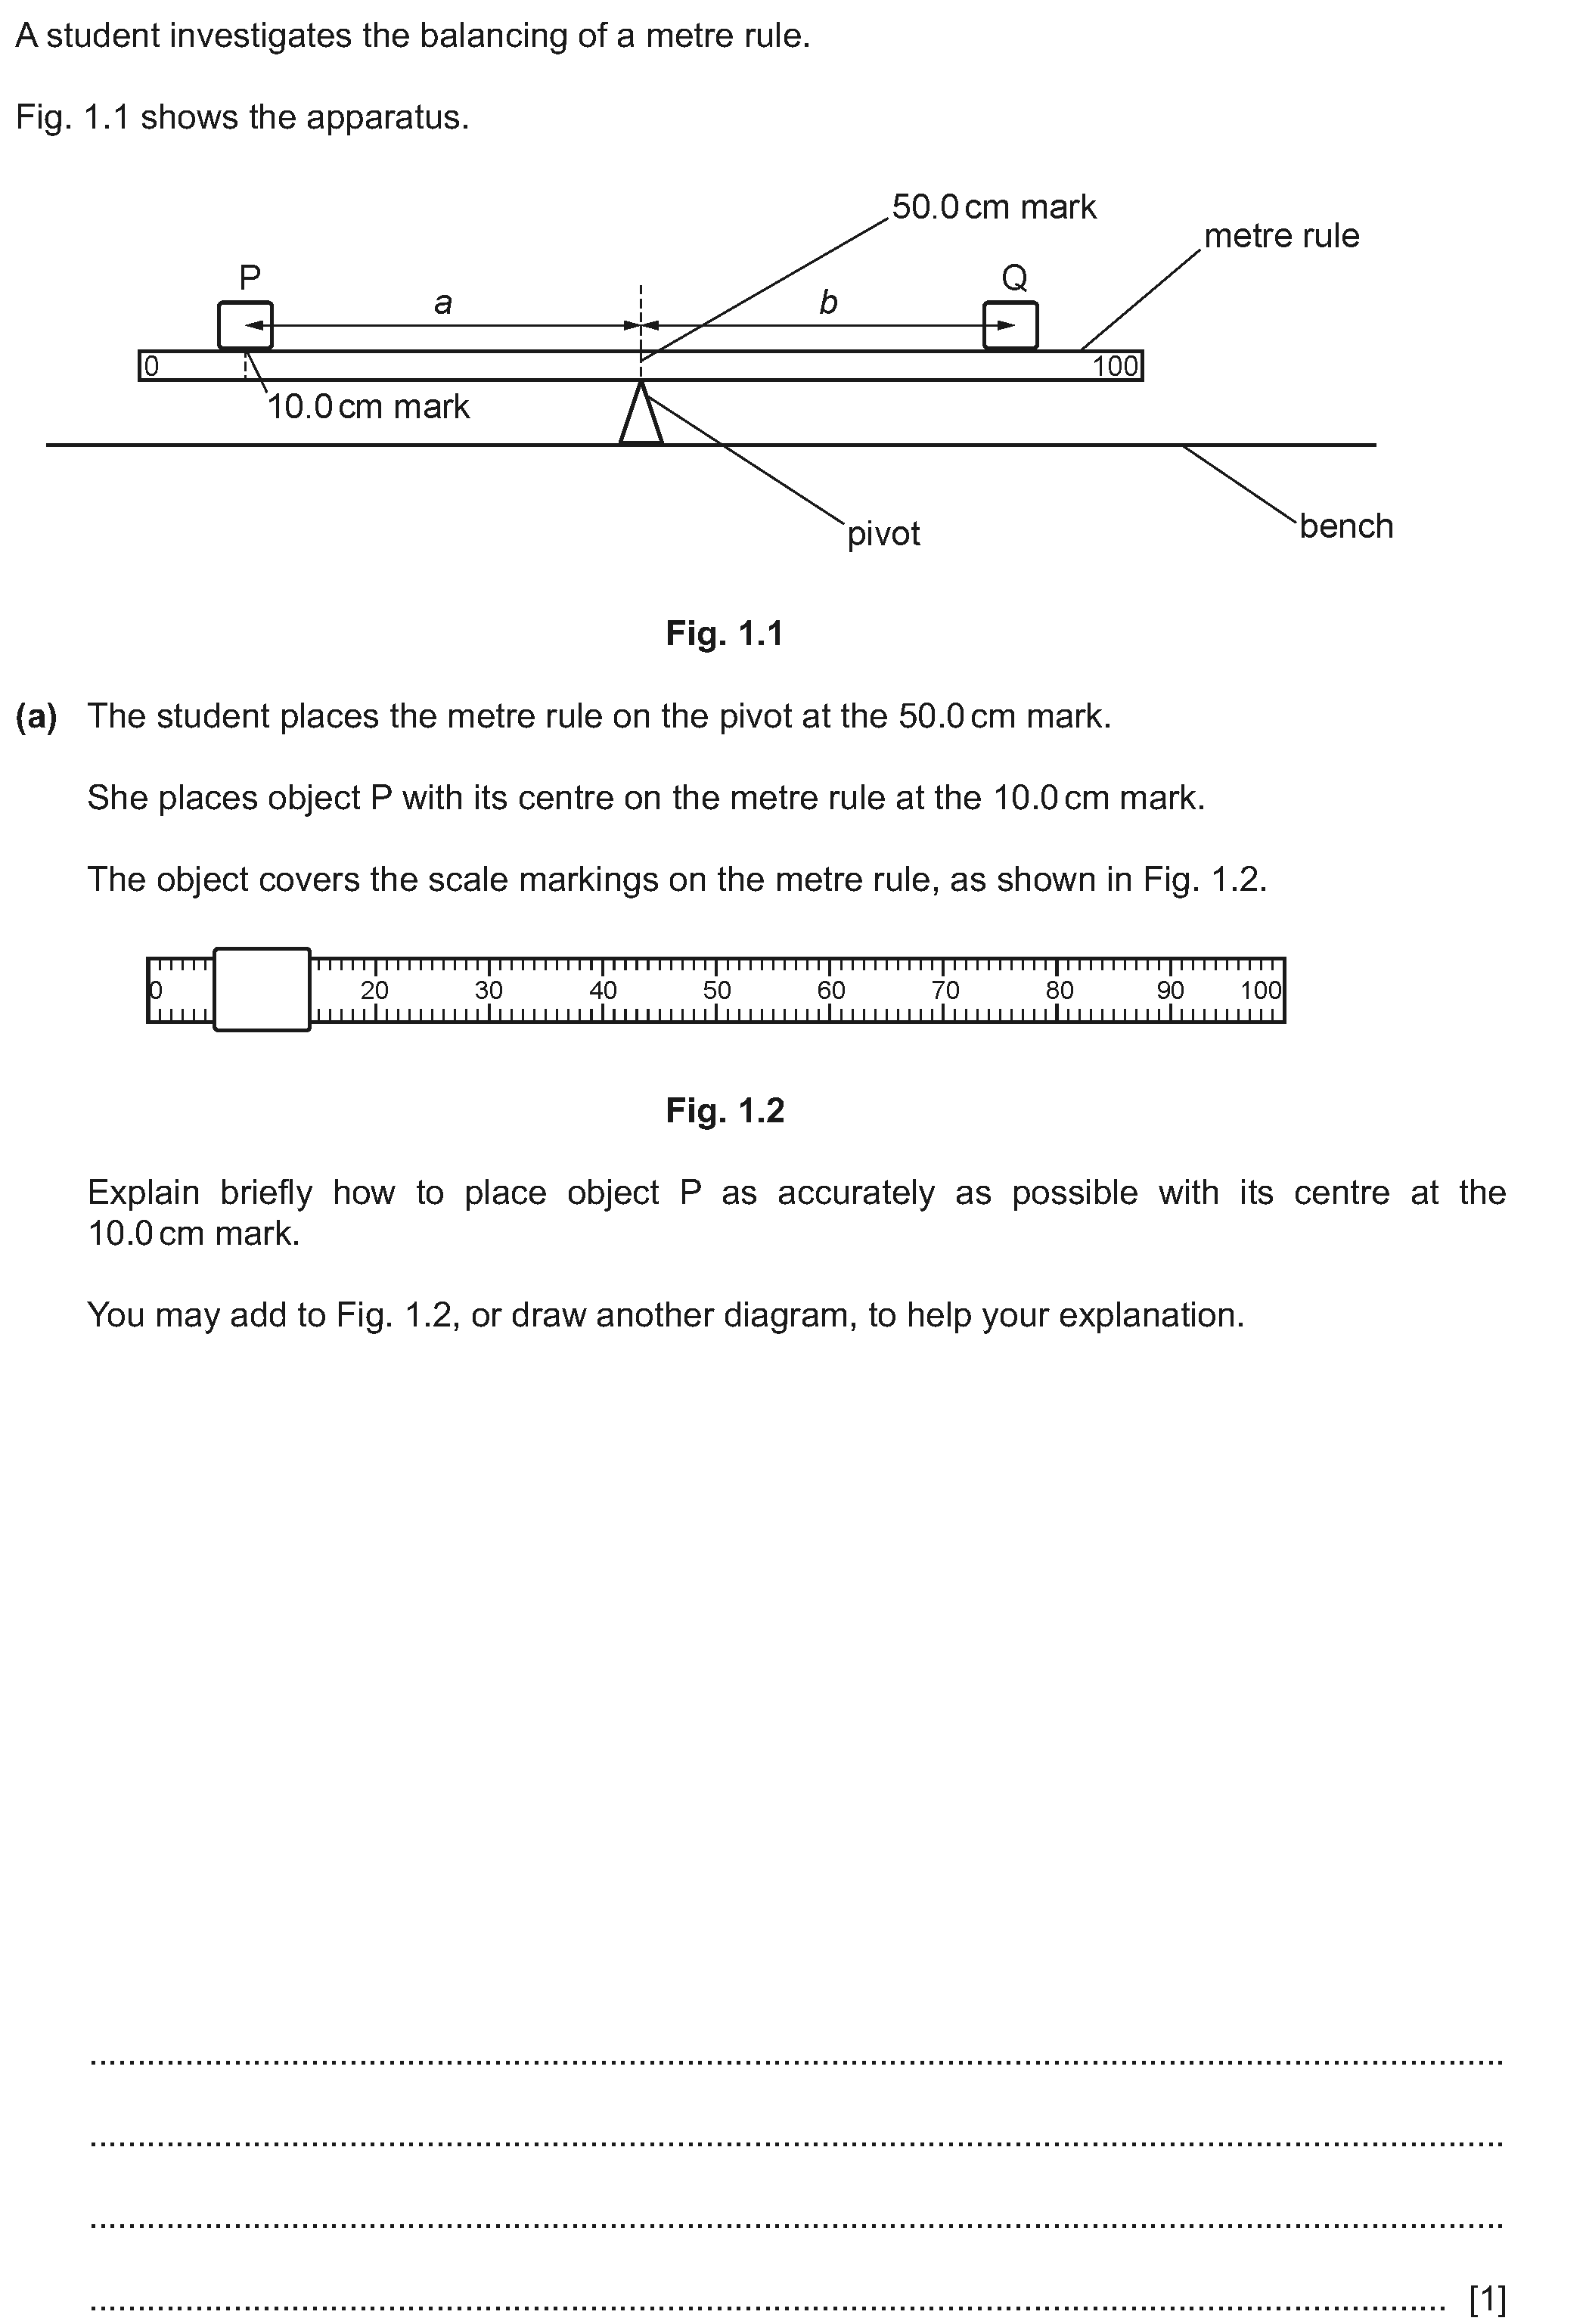 A student investigates the balancing of a metre rule.
Fig. 1.1 shows the apparatus.
50.0 cm mark
metre rule
P
Q
a
b
0
100
10.0 cm mark
pivot
bench
Fig. 1.1
(a) The student places the metre rule on the pivot at the 50.0 cm mark.
She places object P with its centre on the metre rule at the 10.0 cm mark.
The object covers the scale markings on the metre rule, as shown in Fig. 1.2.
0 20 30 40 50 60 70 80 90 100
Fig. 1.2
Explain briefly how to place object P as accurately as possible with its centre at the
10.0 cm mark.
You may add to Fig. 1.2, or draw another diagram, to help your explanation.
[1]